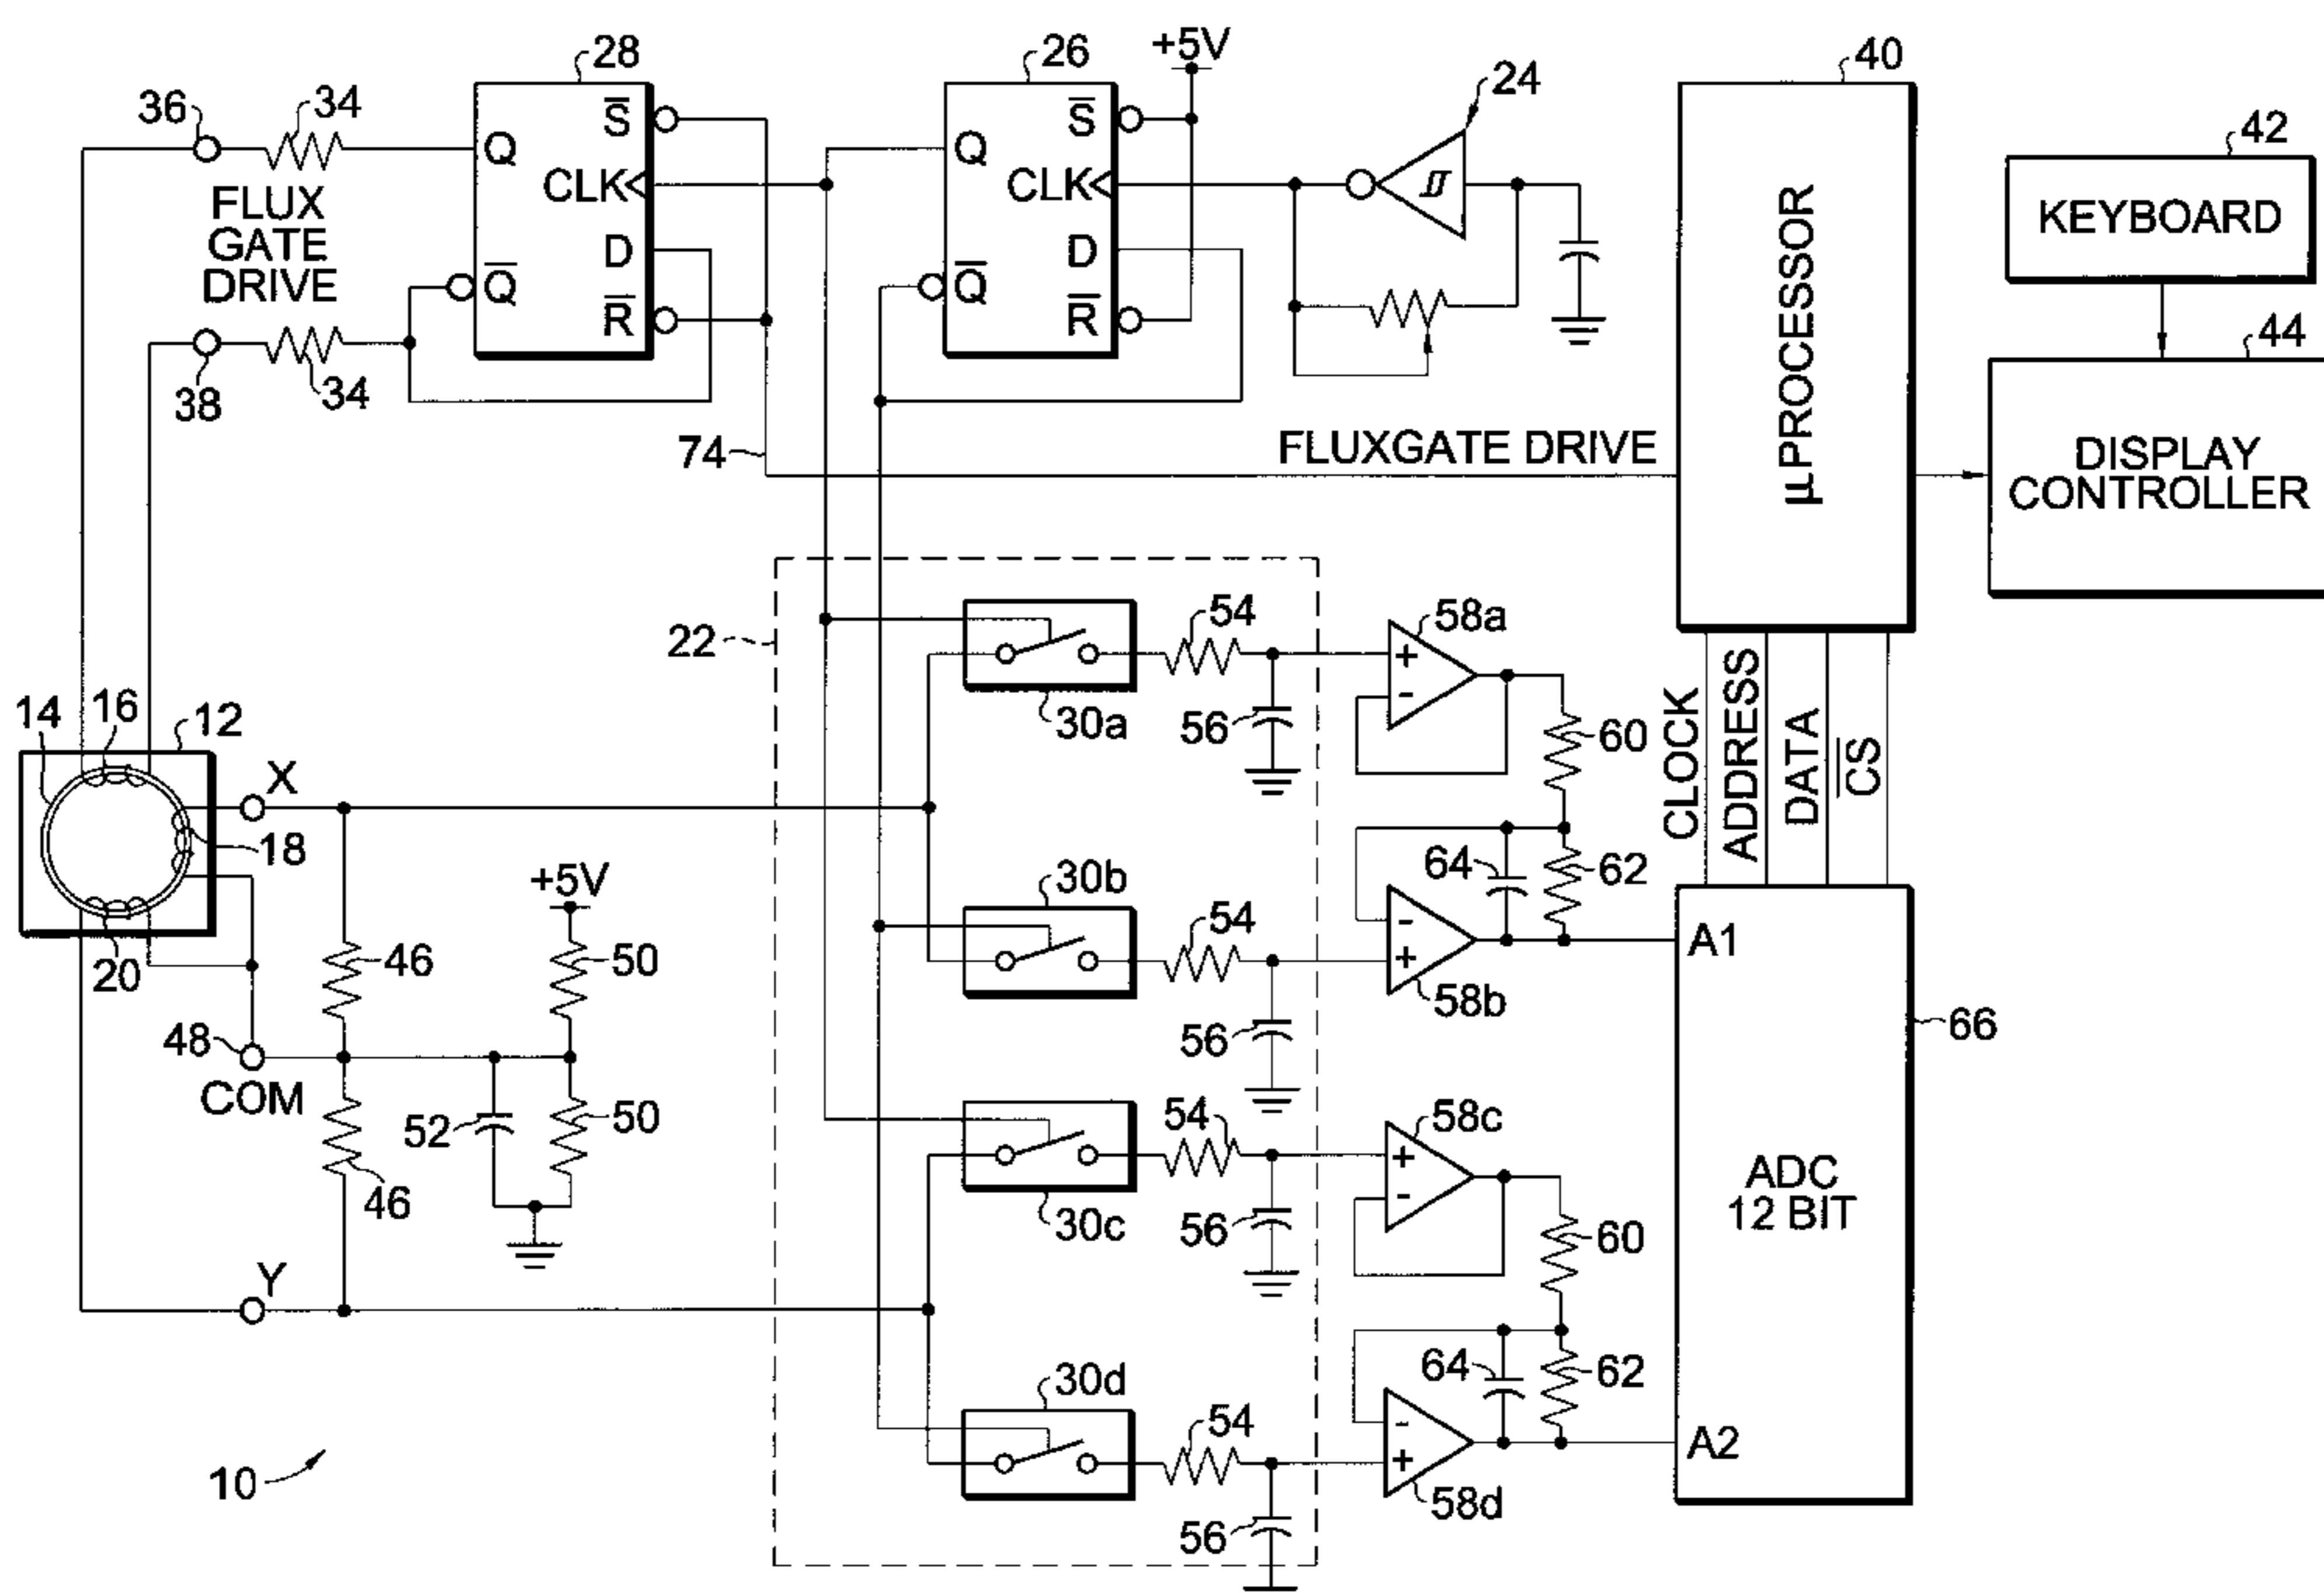 28
26
+5V
24
40
36
34
42
Q
S̅
Q
S̅
KEYBOARD
CLK
CLK
FLUX
GATE
DRIVE
D
D
Q̅
R̅
Q̅
R̅
44
38
34
μPROCESSOR
DISPLAY
CONTROLLER
74
FLUXGATE DRIVE
22
54
58a
+
-
30a
56
60
CLOCK
ADDRESS
DATA
C̅S̅
14
16
12
X
18
20
+5V
46
50
30b
54
64
62
-
+
58b
A1
66
48
COM
56
52
50
46
54
58c
+
-
30c
56
60
ADC
12 BIT
Y
30d
54
64
62
-
+
58d
A2
56
10